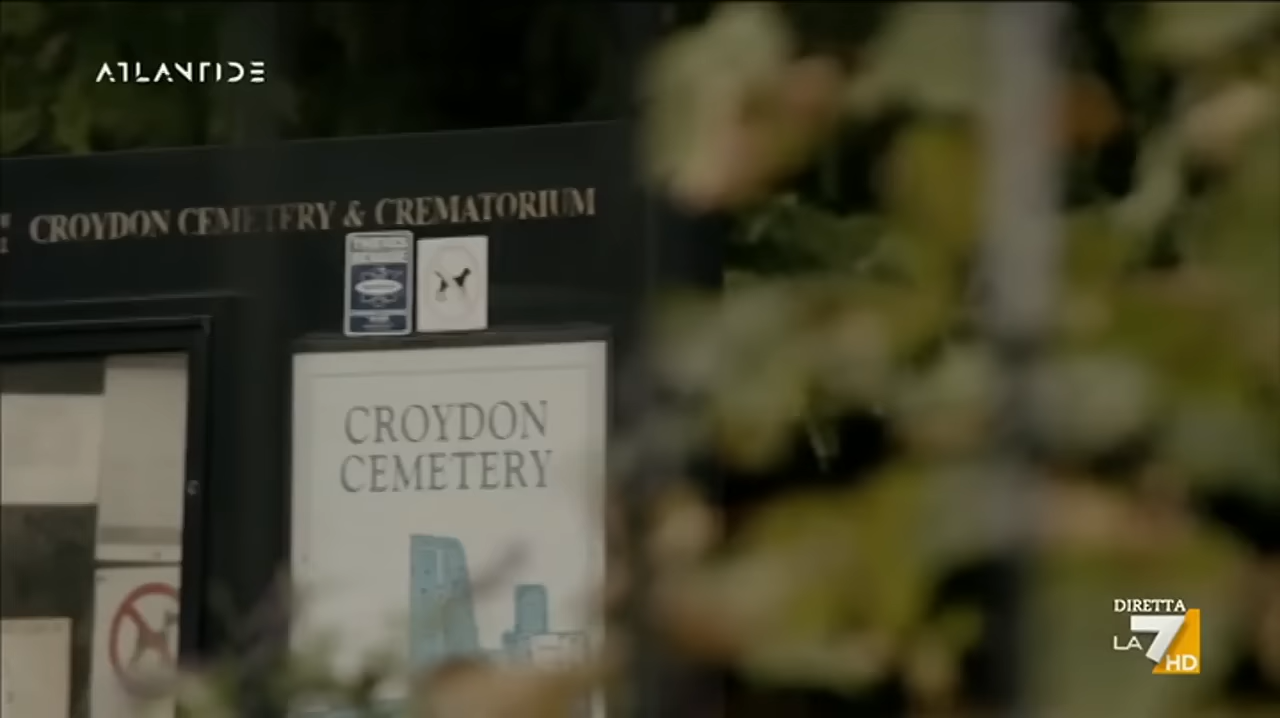 ATLANTIDE
CROYDON CEMETERY & CREMATORIUM
CROYDON
CEMETERY
DIRETTA
LA7
HD